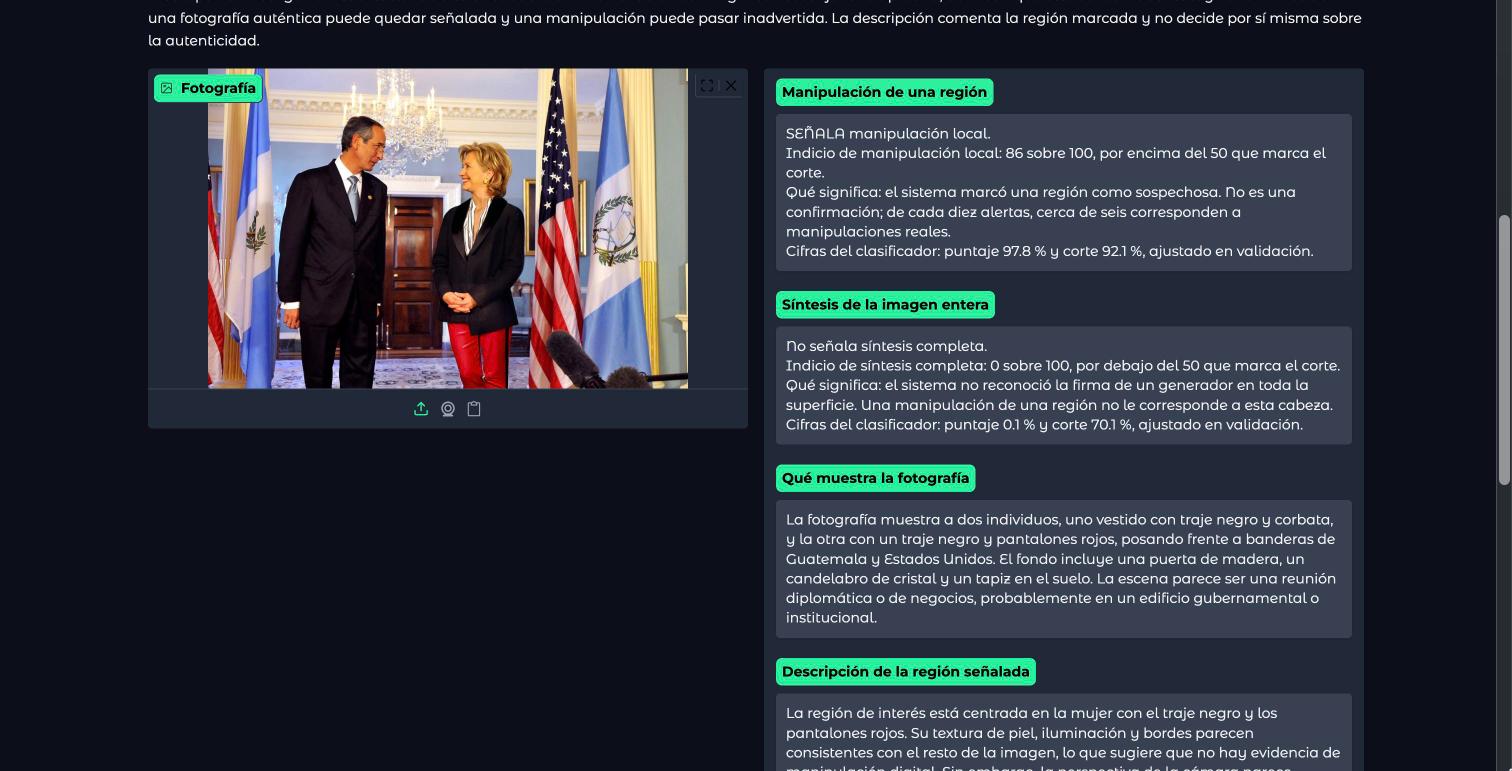 una fotografía auténtica puede quedar señalada y una manipulación puede pasar inadvertida. La descripción comenta la región marcada y no decide por sí misma sobre
la autenticidad.
Fotografía
Manipulación de una región
SEÑALA manipulación local.
Indicio de manipulación local: 86 sobre 100, por encima del 50 que marca el
corte.
Qué significa: el sistema marcó una región como sospechosa. No es una
confirmación; de cada diez alertas, cerca de seis corresponden a
manipulaciones reales.
Cifras del clasificador: puntaje 97.8 % y corte 92.1 %, ajustado en validación.
Síntesis de la imagen entera
No señala síntesis completa.
Indicio de síntesis completa: 0 sobre 100, por debajo del 50 que marca el corte.
Qué significa: el sistema no reconoció la firma de un generador en toda la
superficie. Una manipulación de una región no le corresponde a esta cabeza.
Cifras del clasificador: puntaje 0.1 % y corte 70.1 %, ajustado en validación.
Qué muestra la fotografía
La fotografía muestra a dos individuos, uno vestido con traje negro y corbata,
y la otra con un traje negro y pantalones rojos, posando frente a banderas de
Guatemala y Estados Unidos. El fondo incluye una puerta de madera, un
candelabro de cristal y un tapiz en el suelo. La escena parece ser una reunión
diplomática o de negocios, probablemente en un edificio gubernamental o
institucional.
Descripción de la región señalada
La región de interés está centrada en la mujer con el traje negro y los
pantalones rojos. Su textura de piel, iluminación y bordes parecen
consistentes con el resto de la imagen, lo que sugiere que no hay evidencia de